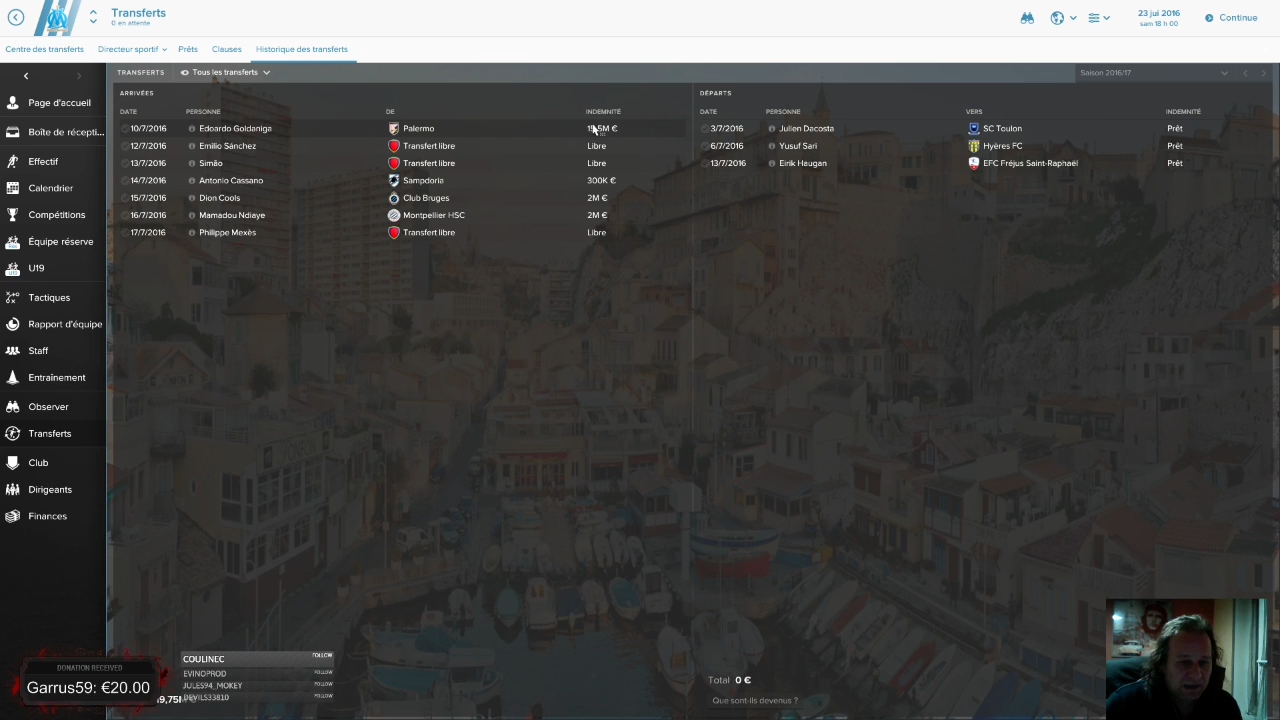 Transferts
0 en attente
23 jui 2016
sam 18 h 00
Continue
Centre des transferts
Directeur sportif
Prêts
Clauses
Historique des transferts
TRANSFERTS
Tous les transferts
Saison 2016/17
Page d'accueil
Boîte de récepti...
Effectif
Calendrier
Compétitions
Équipe réserve
U19
Tactiques
Rapport d'équipe
Staff
Entraînement
Observer
Transferts
Club
Dirigeants
Finances
ARRIVÉES
DATE PERSONNE DE INDEMNITÉ
10/7/2016 Edoardo Goldaniga Palermo
12/7/2016 Emilio Sánchez Transfert libre Libre
13/7/2016 Simão Transfert libre Libre
14/7/2016 Antonio Cassano Sampdoria 300K €
15/7/2016 Dion Cools Club Bruges 2M €
16/7/2016 Mamadou Ndiaye Montpellier HSC 2M €
17/7/2016 Philippe Mexès Transfert libre Libre
DÉPARTS
DATE PERSONNE VERS INDEMNITÉ
3/7/2016 Julien Dacosta SC Toulon Prêt
6/7/2016 Yusuf Sari Hyères FC Prêt
13/7/2016 Eirik Haugan EFC Fréjus Saint-Raphaël Prêt
Total 0 €
Que sont-ils devenus ?
DONATION RECEIVED
Garrus59: €20.00
COULINEC FOLLOW
EVINOPROD FOLLOW
JULES94_MOKEY FOLLOW
DEVILS33810 FOLLOW